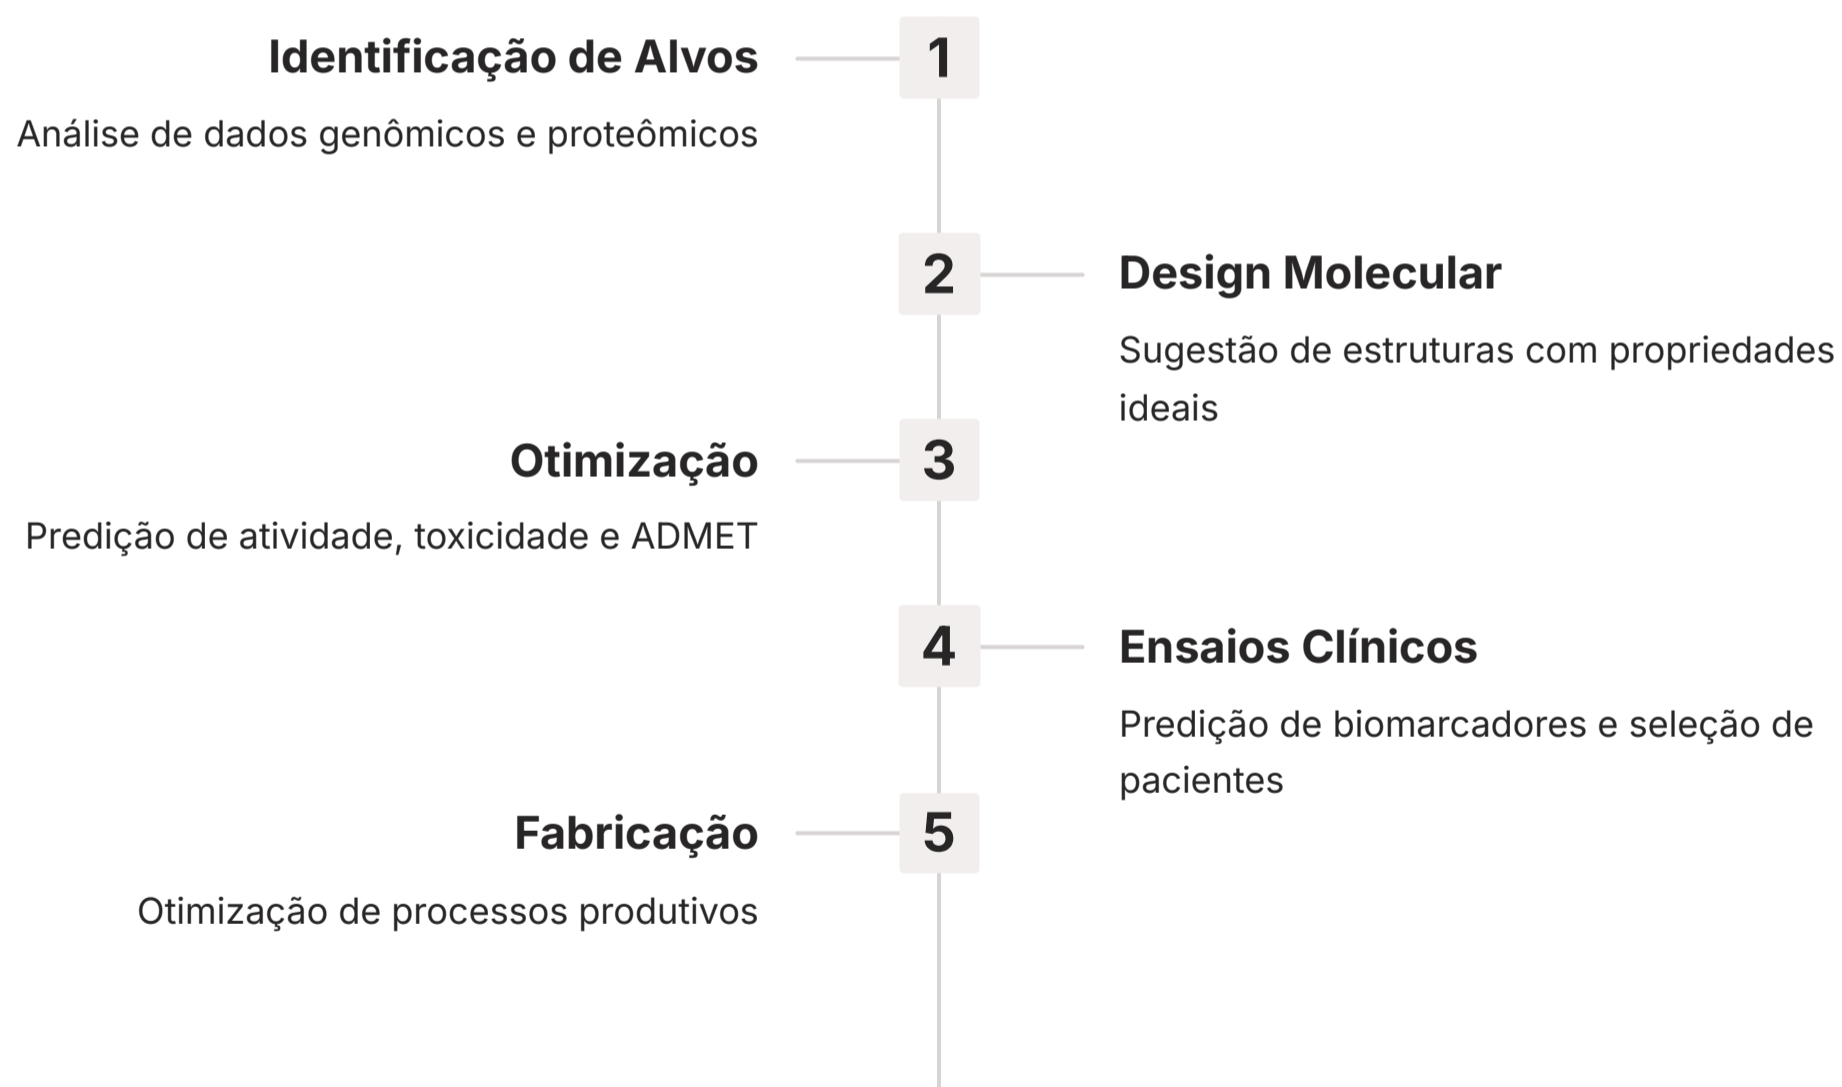 1
Identificação de Alvos
Análise de dados genômicos e proteômicos
2
Design Molecular
Sugestão de estruturas com propriedades
ideais
3
Otimização
Predição de atividade, toxicidade e ADMET
4
Ensaios Clínicos
Predição de biomarcadores e seleção de
pacientes
5
Fabricação
Otimização de processos produtivos